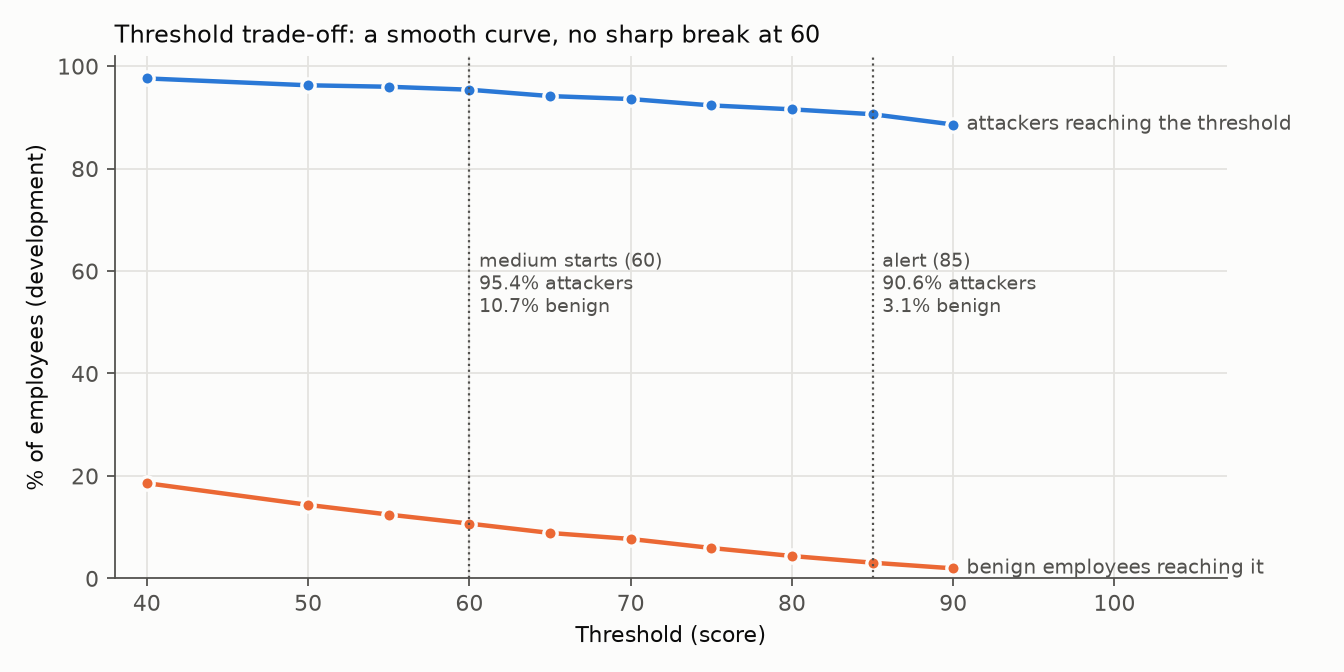 Threshold trade-off: a smooth curve, no sharp break at 60
% of employees (development)
100
80
60
40
20
0
attackers reaching the threshold
medium starts (60)
95.4% attackers
10.7% benign
alert (85)
90.6% attackers
3.1% benign
benign employees reaching it
40
50
60
70
80
90
100
Threshold (score)